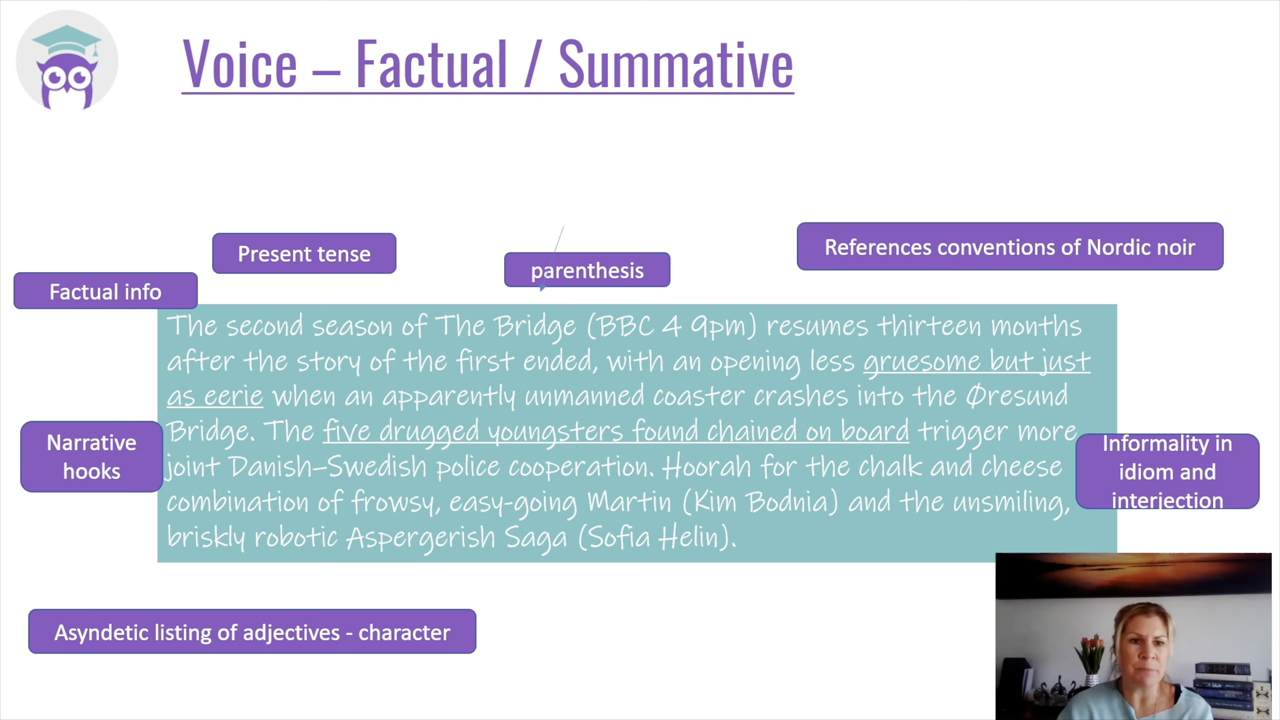 Voice – Factual / Summative
Present tense
References conventions of Nordic noir
parenthesis
Factual info
The second season of The Bridge (BBC 4 9pm) resumes thirteen months
after the story of the first ended, with an opening less gruesome but just
as eerie when an apparently unmanned coaster crashes into the Øresund
Bridge. The five drugged youngsters found chained on board trigger more
joint Danish–Swedish police cooperation. Hoorah for the chalk and cheese
combination of frowsy, easy-going Martin (Kim Bodnia) and the unsmiling,
briskly robotic Aspergerish Saga (Sofia Helin).
Narrative
hooks
Informality in
idiom and
interjection
Asyndetic listing of adjectives - character